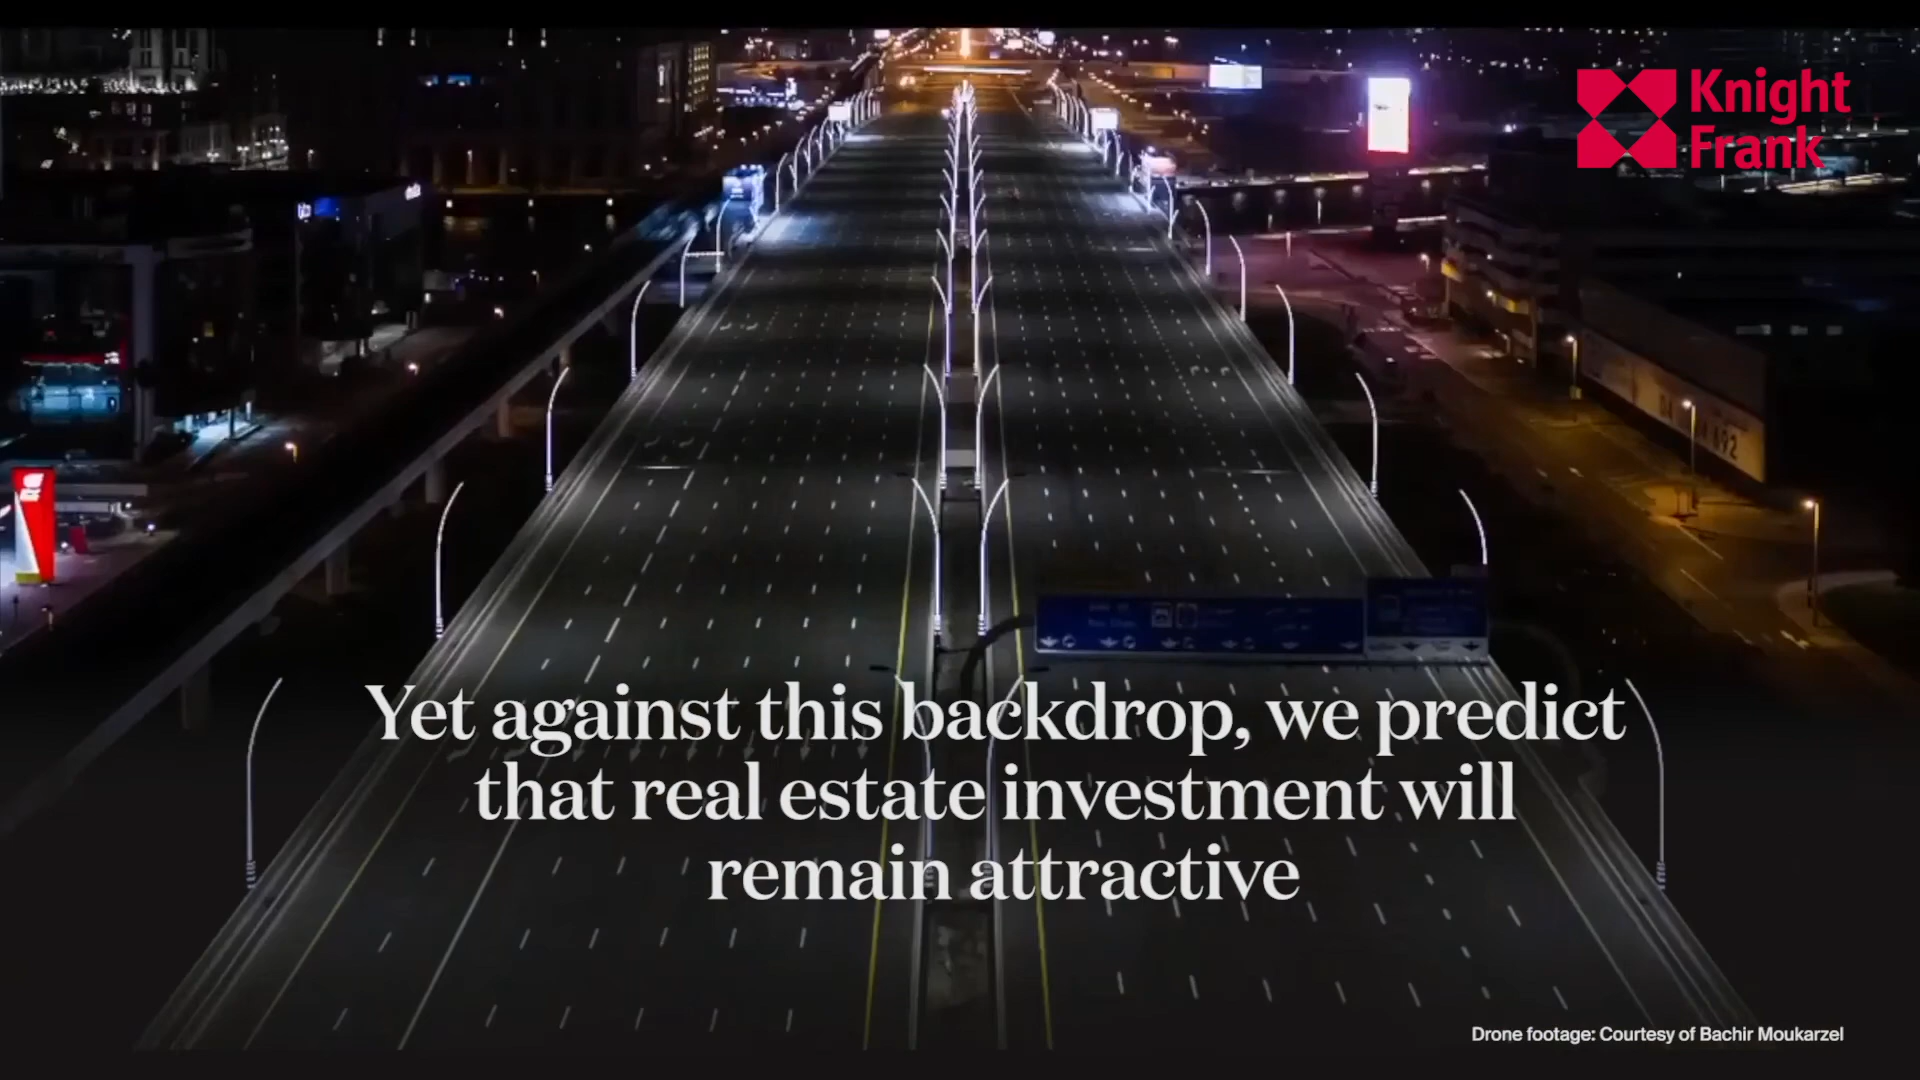 Knight
Frank
Yet against this backdrop, we predict
that real estate investment will
remain attractive
Drone footage: Courtesy of Bachir Moukarzel